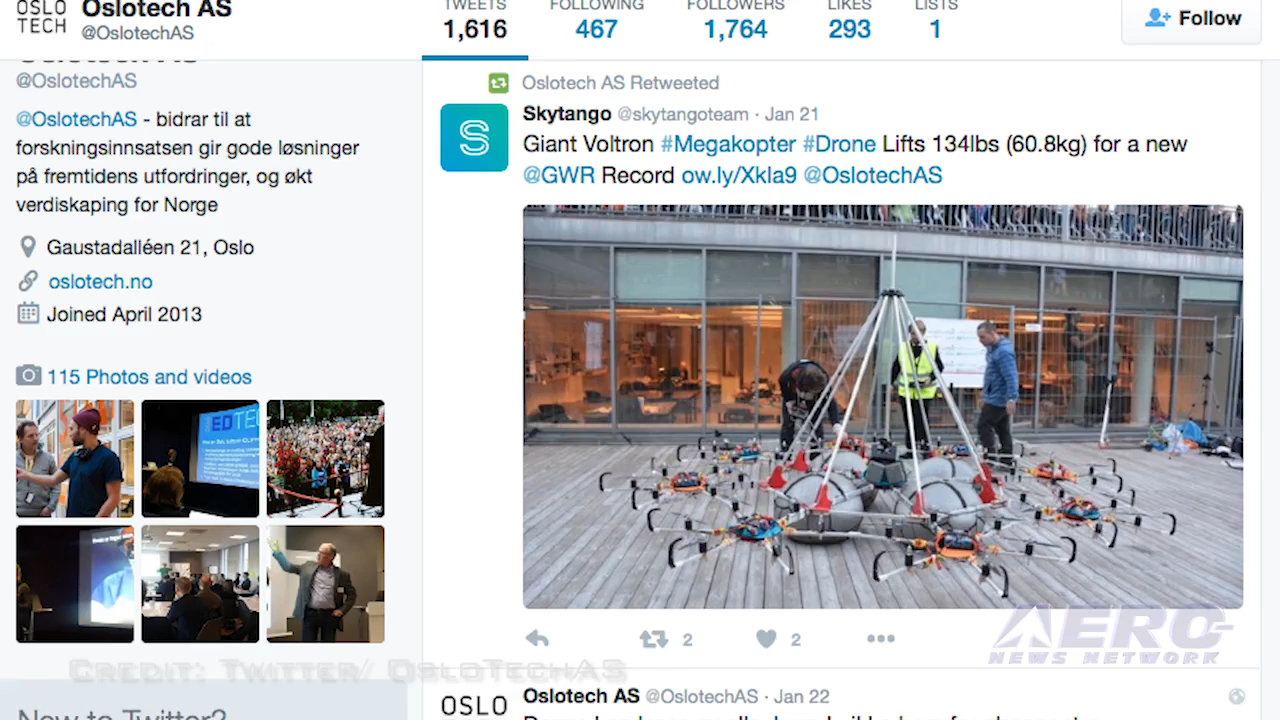 OSLO
TECH
Oslotech AS
@OslotechAS
TWEETS
1,616
FOLLOWING
467
FOLLOWERS
1,764
LIKES
293
LISTS
1
Follow
Oslotech AS
@OslotechAS
@OslotechAS - bidrar til at
forskningsinnsatsen gir gode løsninger
på fremtidens utfordringer, og økt
verdiskaping for Norge
Gaustadalléen 21, Oslo
oslotech.no
Joined April 2013
115 Photos and videos
EDTEC
Oslotech AS Retweeted
S
Skytango @skytangoteam · Jan 21
Giant Voltron #Megakopter #Drone Lifts 134lbs (60.8kg) for a new
@GWR Record ow.ly/Xkla9 @OslotechAS
2
2
AERO
NEWS NETWORK
Credit: Twitter/ OsloTechAS
New to Twitter?
OSLO
Oslotech AS @OslotechAS · Jan 22